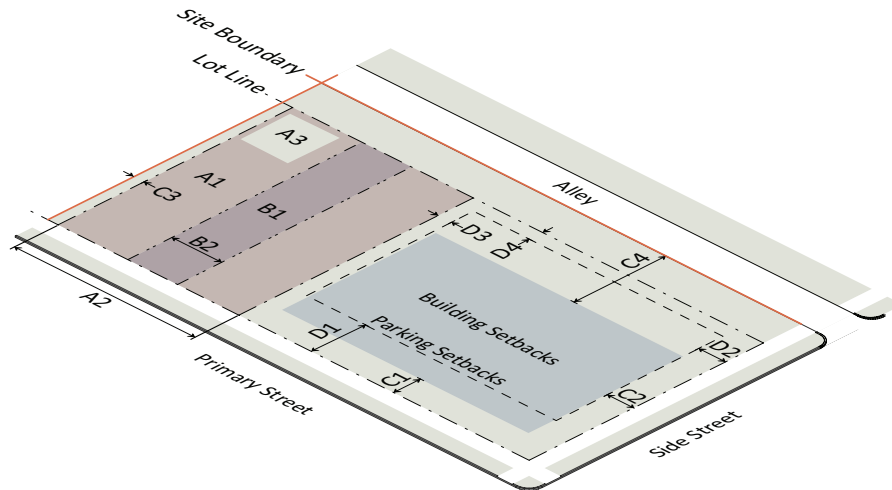 Site Boundary
Lot Line
A3
A1
C3
Alley
B1
B2
D3
D4
C4
A2
Building Setbacks
D1
Parking Setbacks
D2
Primary Street
C1
C2
Side Street